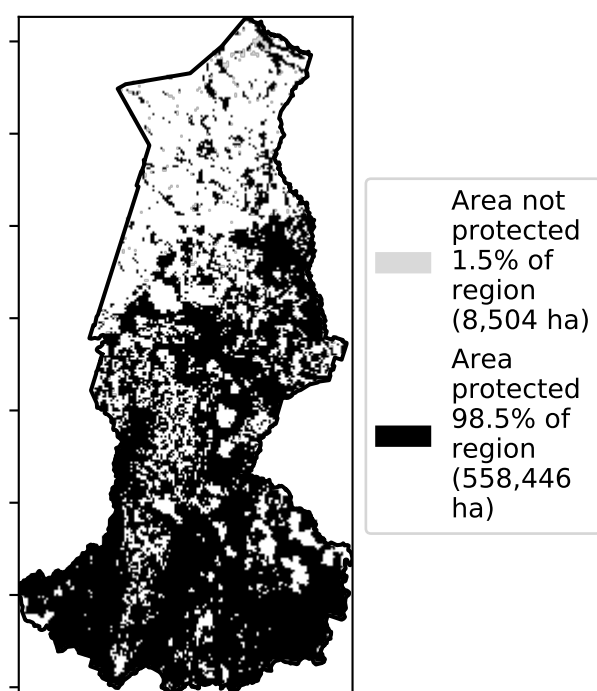 Area not
protected
1.5% of
region
(8,504 ha)
Area
protected
98.5% of
region
(558,446
ha)